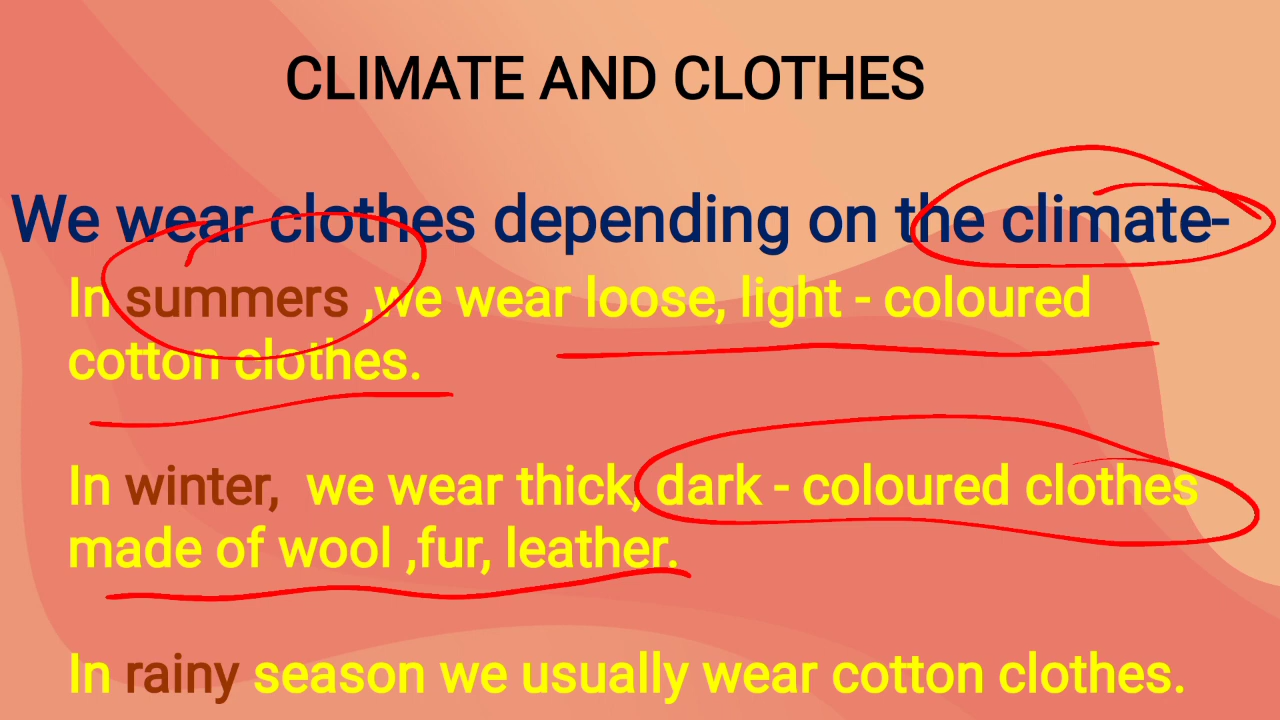 CLIMATE AND CLOTHES
We wear clothes depending on the climate-
In summers ,we wear loose, light - coloured
cotton clothes.
In winter,  we wear thick, dark - coloured clothes
made of wool ,fur, leather.
In rainy season we usually wear cotton clothes.